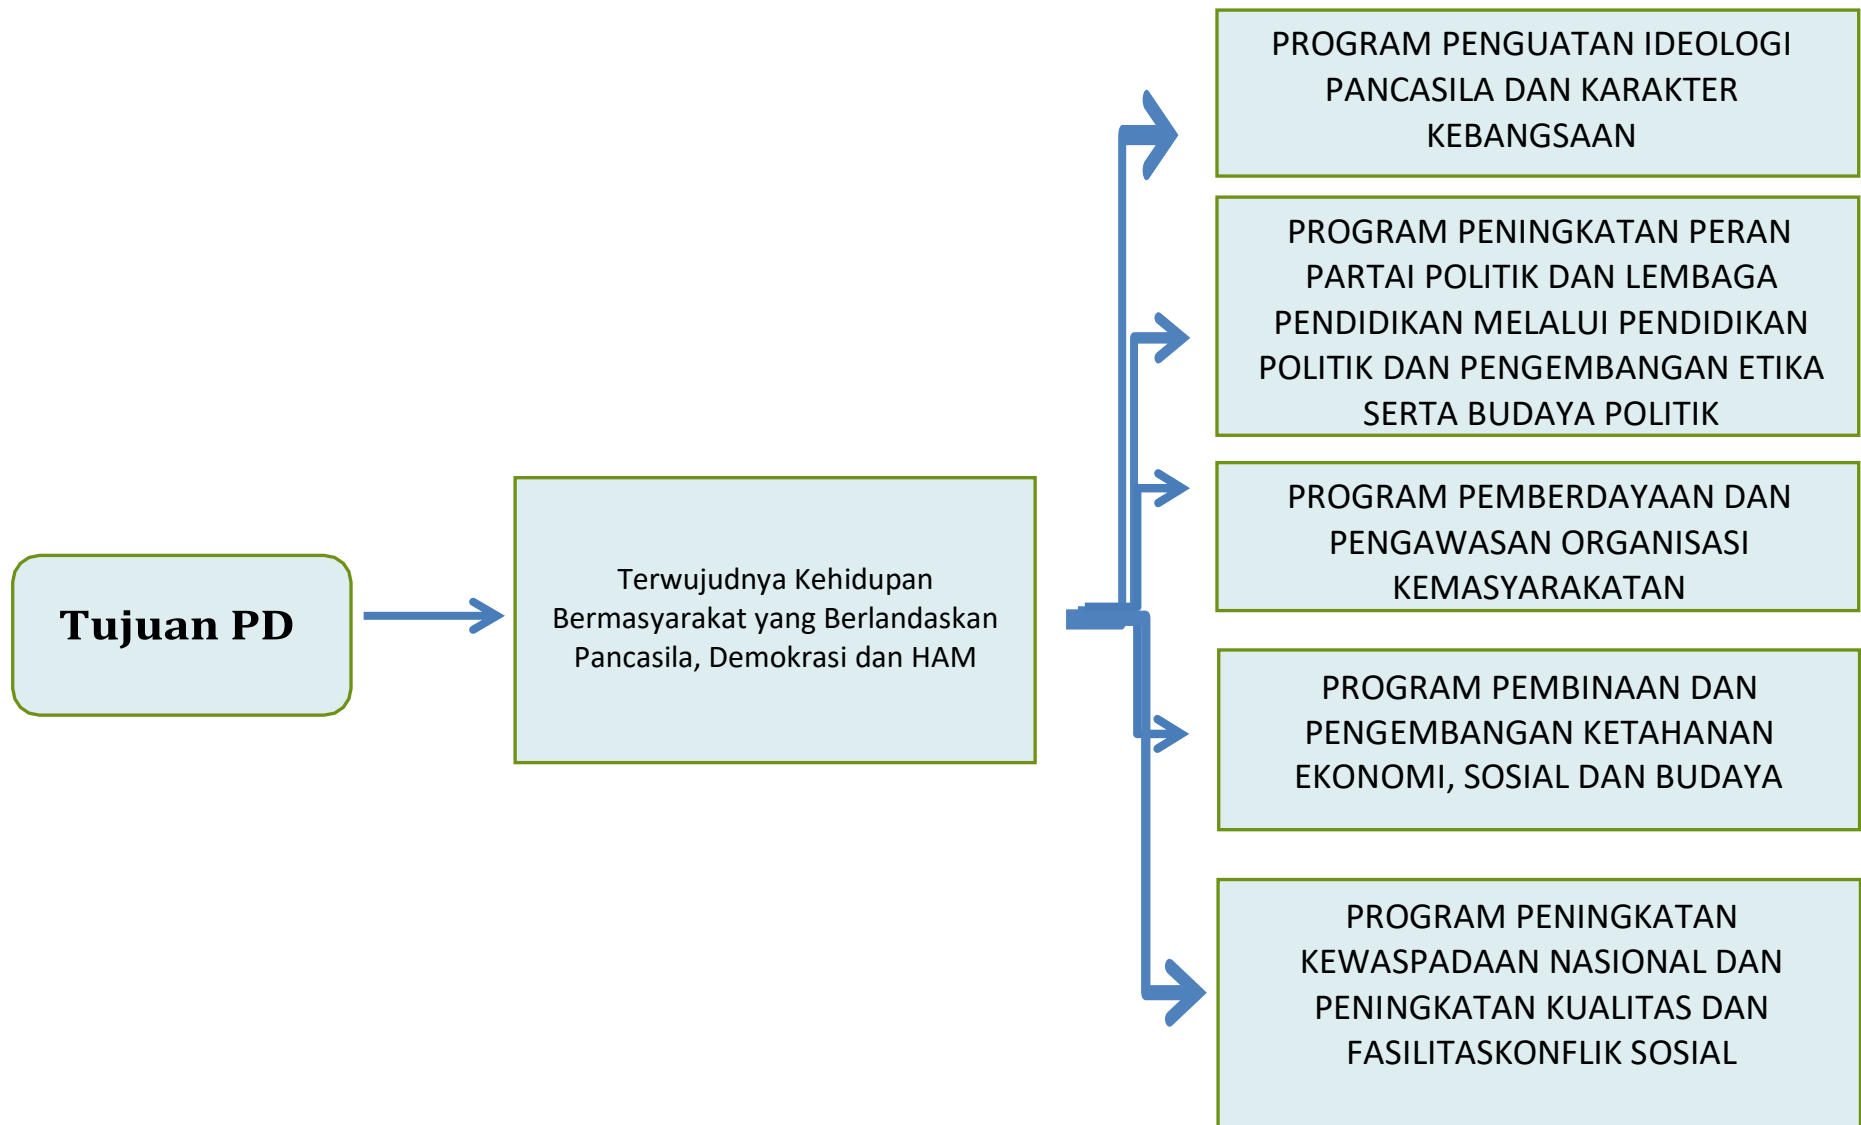 Tujuan PD
Terwujudnya Kehidupan
Bermasyarakat yang Berlandaskan
Pancasila, Demokrasi dan HAM
PROGRAM PENGUATAN IDEOLOGI
PANCASILA DAN KARAKTER
KEBANGSAAN
PROGRAM PENINGKATAN PERAN
PARTAI POLITIK DAN LEMBAGA
PENDIDIKAN MELALUI PENDIDIKAN
POLITIK DAN PENGEMBANGAN ETIKA
SERTA BUDAYA POLITIK
PROGRAM PEMBERDAYAAN DAN
PENGAWASAN ORGANISASI
KEMASYARAKATAN
PROGRAM PEMBINAAN DAN
PENGEMBANGAN KETAHANAN
EKONOMI, SOSIAL DAN BUDAYA
PROGRAM PENINGKATAN
KEWASPADAAN NASIONAL DAN
PENINGKATAN KUALITAS DAN
FASILITASKONFLIK SOSIAL